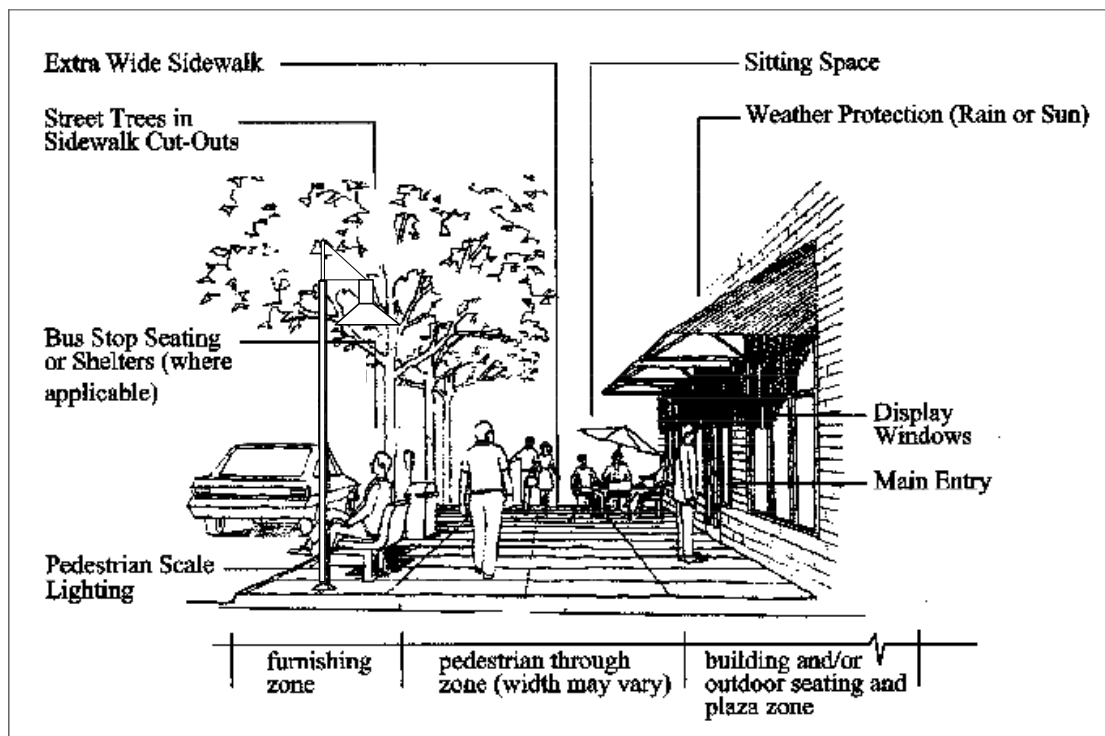 Extra Wide Sidewalk
Street Trees in
Sidewalk Cut-Outs
Bus Stop Seating
or Shelters (where
applicable)
Pedestrian Scale
Lighting
Sitting Space
Weather Protection (Rain or Sun)
Display
Windows
Main Entry
furnishing
zone
pedestrian through
zone (width may vary)
building and/or
outdoor seating and
plaza zone